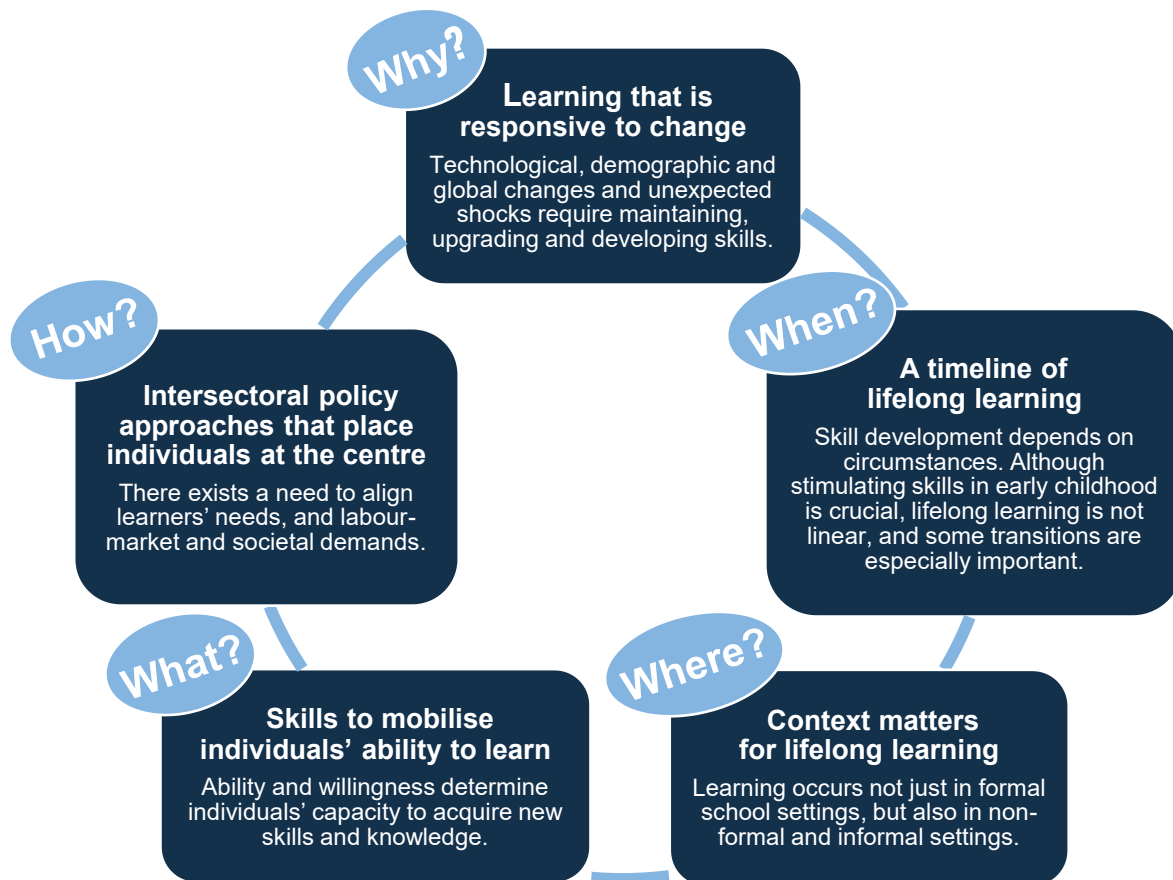 Why?
Learning that is
responsive to change
Technological, demographic and
global changes and unexpected
shocks require maintaining,
upgrading and developing skills.
When?
A timeline of
lifelong learning
Skill development depends on
circumstances. Although
stimulating skills in early childhood
is crucial, lifelong learning is not
linear, and some transitions are
especially important.
How?
Intersectoral policy
approaches that place
individuals at the centre
There exists a need to align
learners’ needs, and labour-
market and societal demands.
What?
Skills to mobilise
individuals’ ability to learn
Ability and willingness determine
individuals’ capacity to acquire new
skills and knowledge.
Where?
Context matters
for lifelong learning
Learning occurs not just in formal
school settings, but also in non-
formal and informal settings.